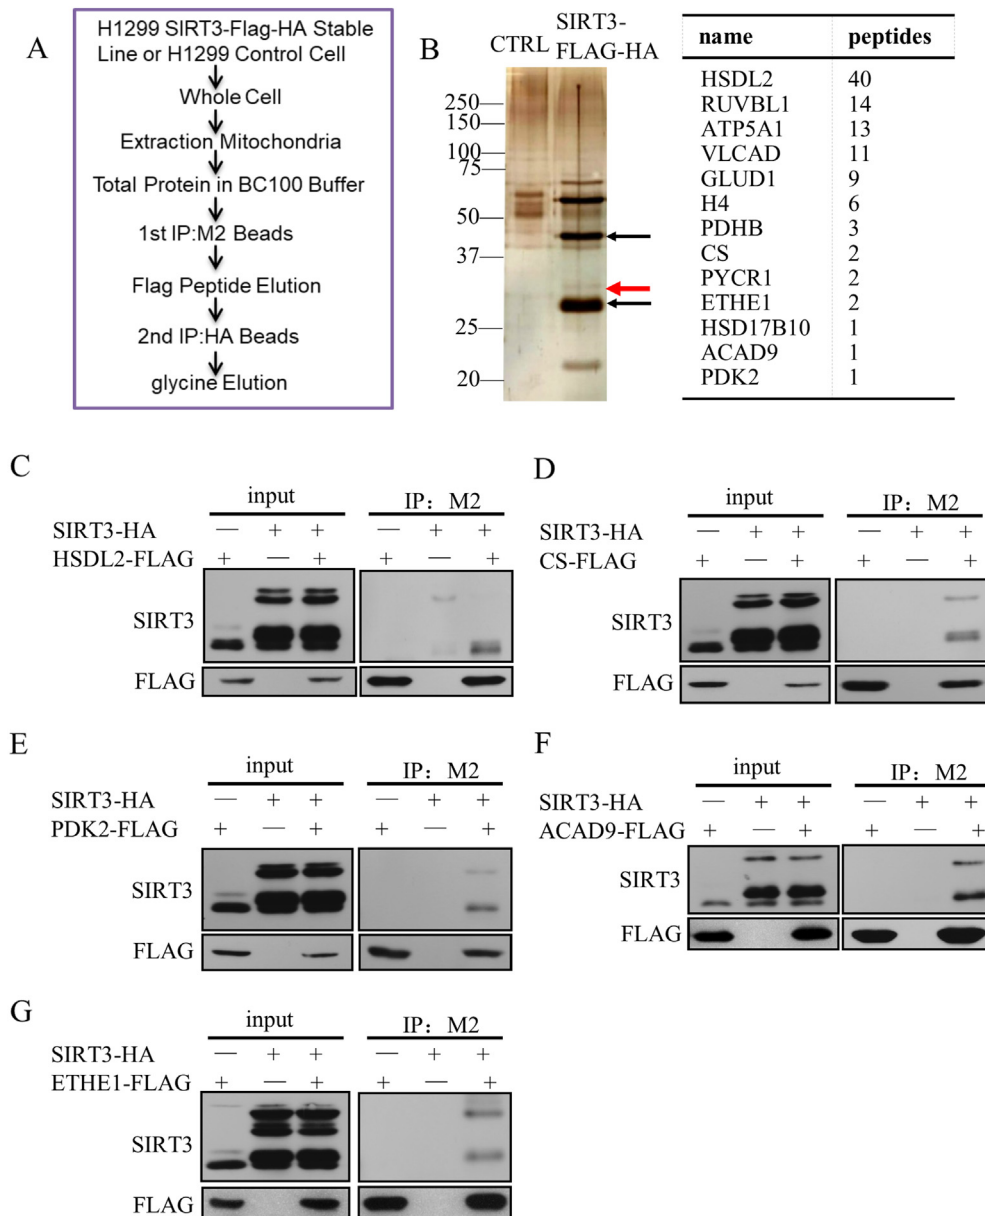 A
H1299 SIRT3-Flag-HA Stable
Line or H1299 Control Cell
Whole Cell
Extraction Mitochondria
Total Protein in BC100 Buffer
1st IP:M2 Beads
Flag Peptide Elution
2nd IP:HA Beads
glycine Elution
B
CTRL
SIRT3-
FLAG-HA
250
150
100
75
50
37
25
20
name peptides
HSDL2 40
RUVBL1 14
ATP5A1 13
VLCAD 11
GLUD1 9
H4 6
PDHB 3
CS 2
PYCR1 2
ETHE1 2
HSD17B10 1
ACAD9 1
PDK2 1
C
input IP: M2
SIRT3-HA — + + — + +
HSDL2-FLAG + — + + — +
SIRT3
FLAG
D
input IP: M2
SIRT3-HA — + + — + +
CS-FLAG + — + + — +
SIRT3
FLAG
E
input IP: M2
SIRT3-HA — + + — + +
PDK2-FLAG + — + + — +
SIRT3
FLAG
F
input IP: M2
SIRT3-HA — + + — + +
ACAD9-FLAG + — + + — +
SIRT3
FLAG
G
input IP: M2
SIRT3-HA — + + — + +
ETHE1-FLAG + — + + — +
SIRT3
FLAG